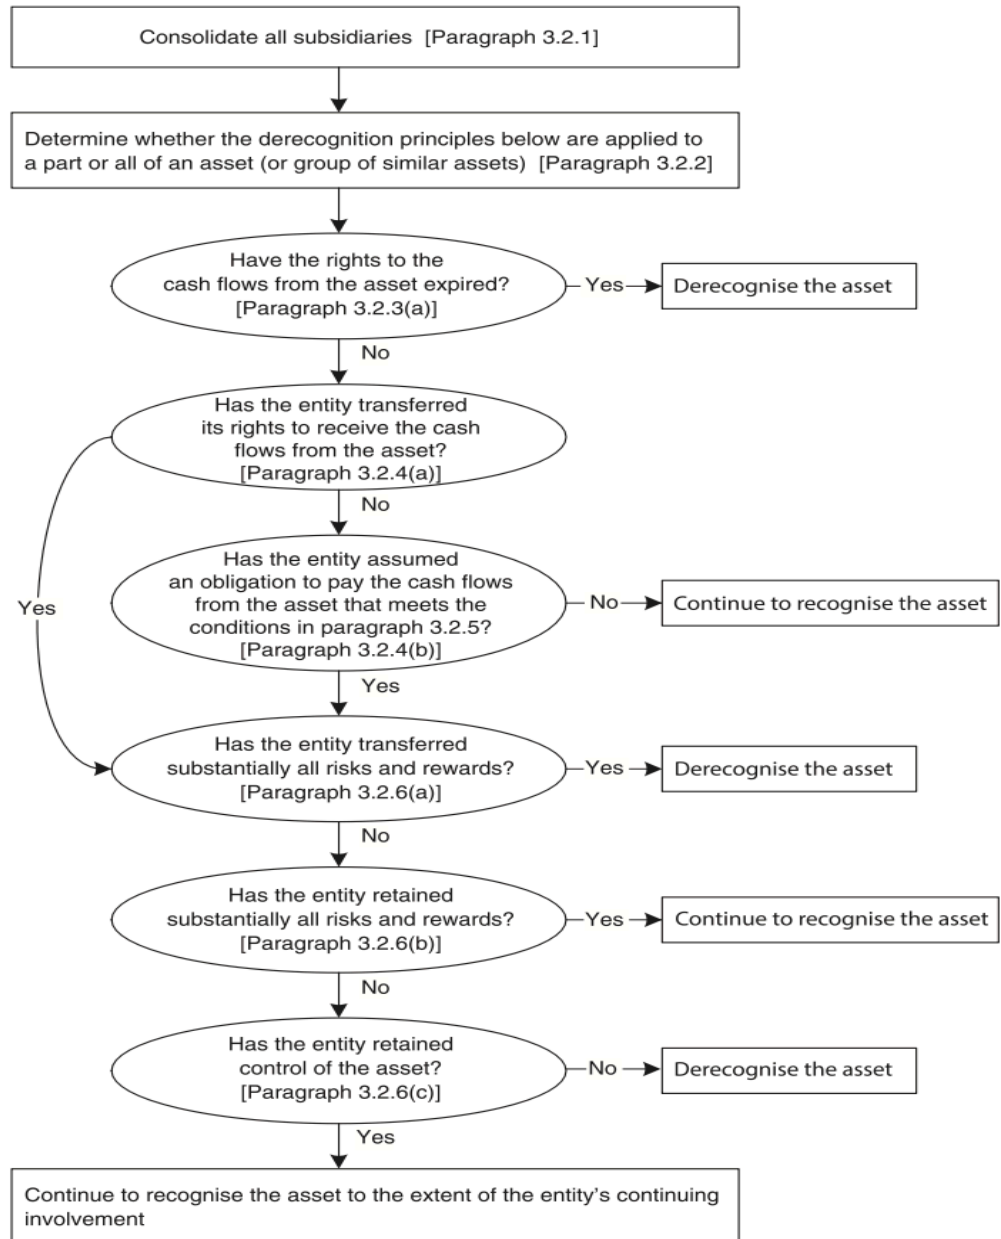 Consolidate all subsidiaries [Paragraph 3.2.1]
Determine whether the derecognition principles below are applied to
a part or all of an asset (or group of similar assets) [Paragraph 3.2.2]
Have the rights to the
cash flows from the asset expired?
[Paragraph 3.2.3(a)]
Yes
Derecognise the asset
No
Has the entity transferred
its rights to receive the cash
flows from the asset?
[Paragraph 3.2.4(a)]
No
Has the entity assumed
an obligation to pay the cash flows
from the asset that meets the
conditions in paragraph 3.2.5?
[Paragraph 3.2.4(b)]
No
Continue to recognise the asset
Yes
Yes
Has the entity transferred
substantially all risks and rewards?
[Paragraph 3.2.6(a)]
Yes
Derecognise the asset
No
Has the entity retained
substantially all risks and rewards?
[Paragraph 3.2.6(b)]
Yes
Continue to recognise the asset
No
Has the entity retained
control of the asset?
[Paragraph 3.2.6(c)]
No
Derecognise the asset
Yes
Continue to recognise the asset to the extent of the entity's continuing
involvement